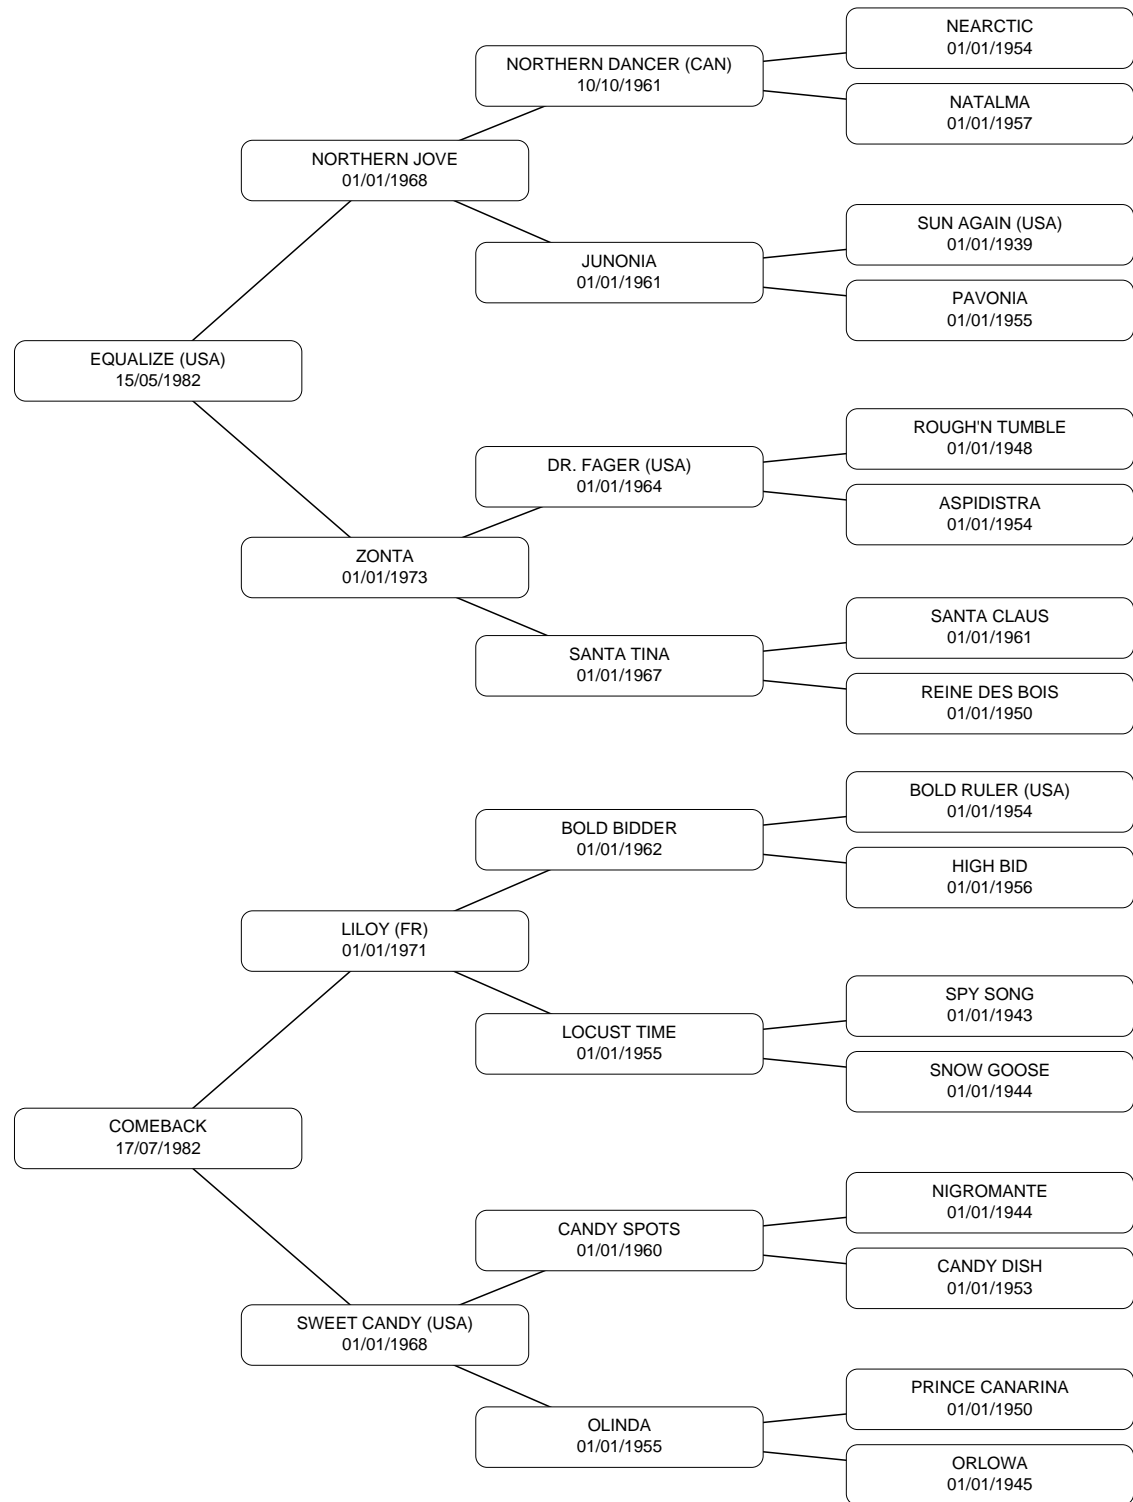 NEARCTIC
01/01/1954
NORTHERN DANCER (CAN)
10/10/1961
NATALMA
01/01/1957
NORTHERN JOVE
01/01/1968
SUN AGAIN (USA)
01/01/1939
JUNONIA
01/01/1961
PAVONIA
01/01/1955
EQUALIZE (USA)
15/05/1982
ROUGH'N TUMBLE
01/01/1948
DR. FAGER (USA)
01/01/1964
ASPIDISTRA
01/01/1954
ZONTA
01/01/1973
SANTA CLAUS
01/01/1961
SANTA TINA
01/01/1967
REINE DES BOIS
01/01/1950
BOLD RULER (USA)
01/01/1954
BOLD BIDDER
01/01/1962
HIGH BID
01/01/1956
LILOY (FR)
01/01/1971
SPY SONG
01/01/1943
LOCUST TIME
01/01/1955
SNOW GOOSE
01/01/1944
COMEBACK
17/07/1982
NIGROMANTE
01/01/1944
CANDY SPOTS
01/01/1960
CANDY DISH
01/01/1953
SWEET CANDY (USA)
01/01/1968
PRINCE CANARINA
01/01/1950
OLINDA
01/01/1955
ORLOWA
01/01/1945